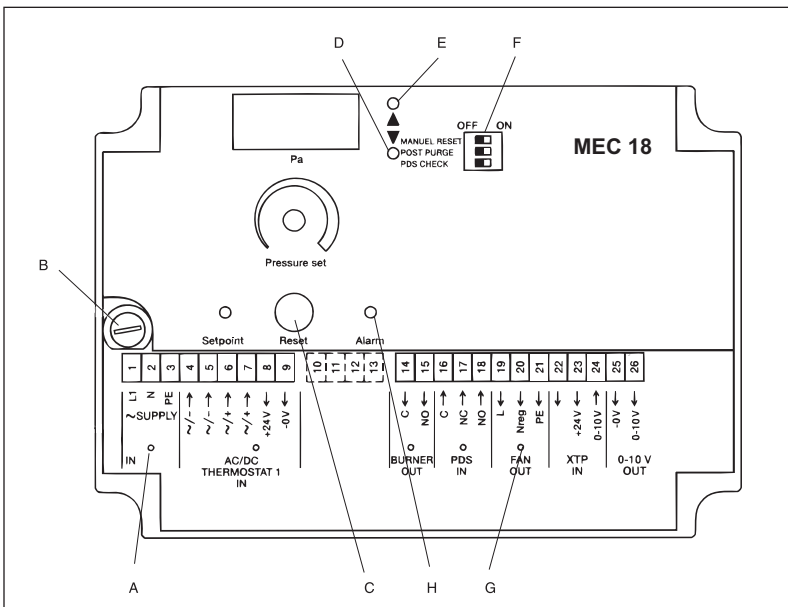 D
E
F
OFF ON
MANUEL RESET
POST PURGE
PDS CHECK
MEC 18
Pa
Pressure set
B
Setpoint
Reset
Alarm
1 2 3 4 5 6 7 8 9 10 11 12 13 14 15 16 17 18 19 20 21 22 23 24 25 26
L1 N PE ~/- ~/- ~/+ ~/+ +24V -0V C NO C NC NO L Nreg PE +24V 0-10V -0V 0-10V
~SUPPLY
IN
AC/DC
THERMOSTAT 1
IN
BURNER
OUT
PDS
IN
FAN
OUT
XTP
IN
0-10 V
OUT
A
C
H
G